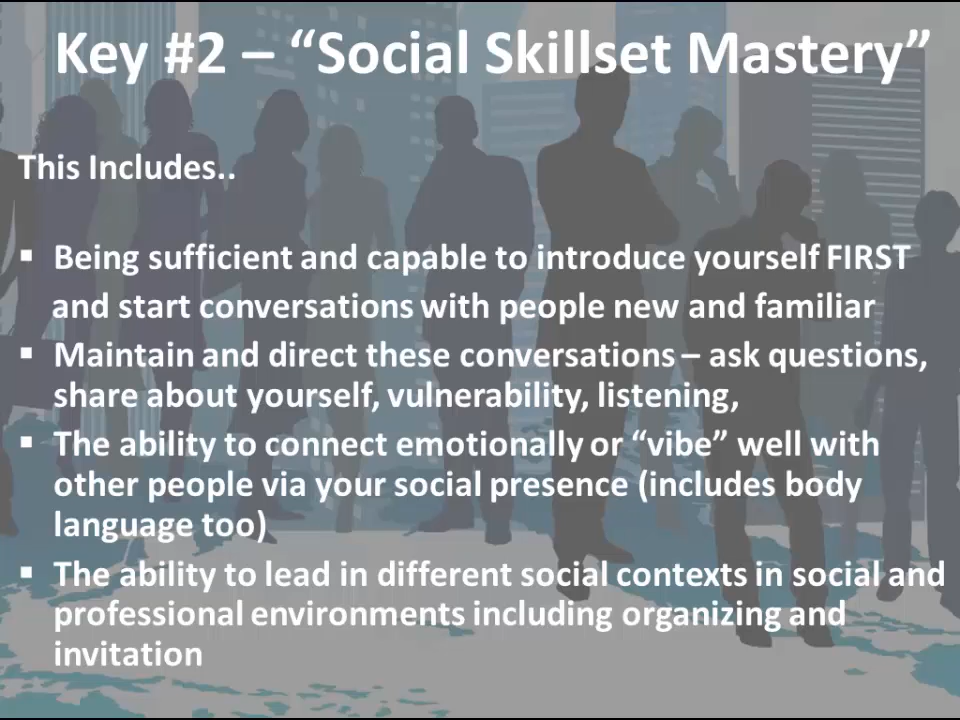 Key #2 – “Social Skillset Mastery”
This Includes..
▪ Being sufficient and capable to introduce yourself FIRST
and start conversations with people new and familiar
▪ Maintain and direct these conversations – ask questions,
share about yourself, vulnerability, listening,
▪ The ability to connect emotionally or “vibe” well with
other people via your social presence (includes body
language too)
▪ The ability to lead in different social contexts in social and
professional environments including organizing and
invitation